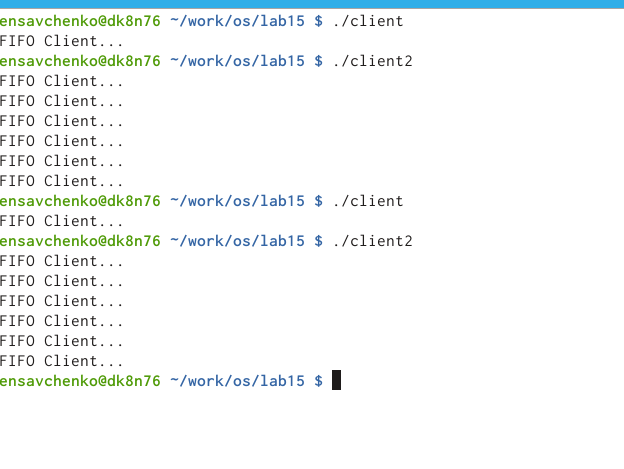 ensavchenko@dk8n76 ~/work/os/lab15 $ ./client
FIFO Client...
ensavchenko@dk8n76 ~/work/os/lab15 $ ./client2
FIFO Client...
FIFO Client...
FIFO Client...
FIFO Client...
FIFO Client...
FIFO Client...
ensavchenko@dk8n76 ~/work/os/lab15 $ ./client
FIFO Client...
ensavchenko@dk8n76 ~/work/os/lab15 $ ./client2
FIFO Client...
FIFO Client...
FIFO Client...
FIFO Client...
FIFO Client...
FIFO Client...
ensavchenko@dk8n76 ~/work/os/lab15 $